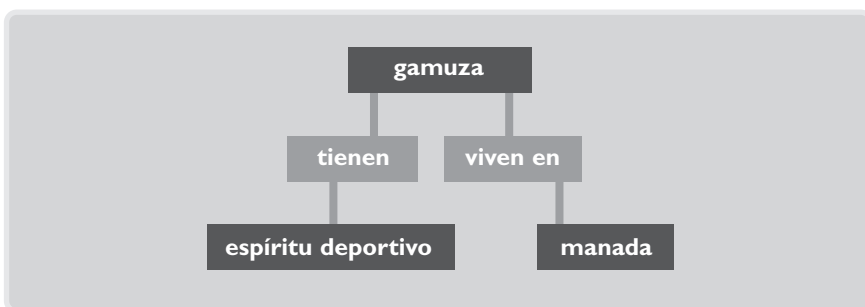 gamuza
tienen
viven en
espíritu deportivo
manada